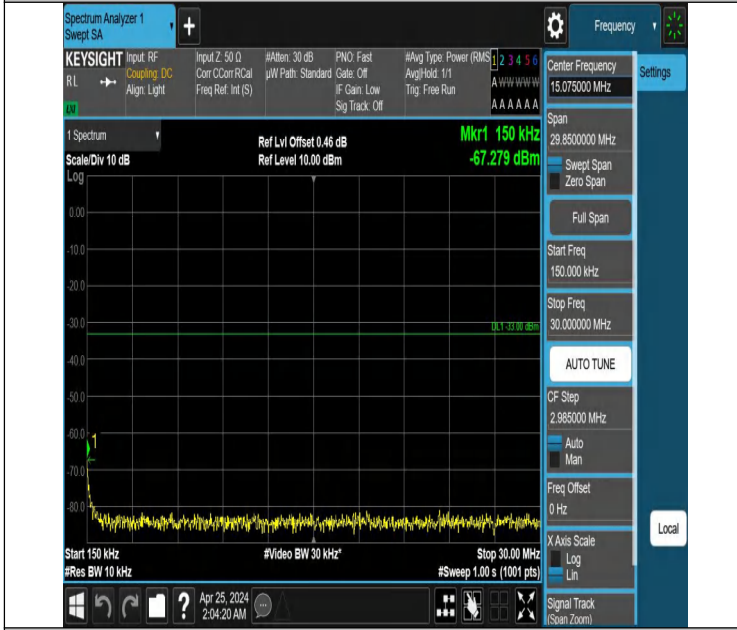 Spectrum Analyzer 1
Swept SA
+
Frequency
KEYSIGHT
RL
LXI
Input: RF
Coupling: DC
Align: Light
Input Z: 50 Ω
Corr CCorr RCal
Freq Ref: Int (S)
#Atten: 30 dB
µW Path: Standard
PNO: Fast
Gate: Off
IF Gain: Low
Sig Track: Off
#Avg Type: Power (RMS
Avg|Hold: 1/1
Trig: Free Run
1 2 3 4 5 6
A W W W W W
A A A A A A
1 Spectrum
Scale/Div 10 dB
Log
Ref Lvl Offset 0.46 dB
Ref Level 10.00 dBm
Mkr1 150 kHz
-67.279 dBm
0.00
-10.0
-20.0
-30.0
DL1 -33.00 dBm
-40.0
-50.0
-60.0
1
-70.0
-80.0
Start 150 kHz
#Res BW 10 kHz
#Video BW 30 kHz*
Stop 30.00 MHz
#Sweep 1.00 s (1001 pts)
Center Frequency
15.075000 MHz
Span
29.8500000 MHz
Swept Span
Zero Span
Full Span
Start Freq
150.000 kHz
Stop Freq
30.000000 MHz
AUTO TUNE
CF Step
2.985000 MHz
Auto
Man
Freq Offset
0 Hz
X Axis Scale
Log
Lin
Signal Track
(Span Zoom)
Settings
Local
?
Apr 25, 2024
2:04:20 AM